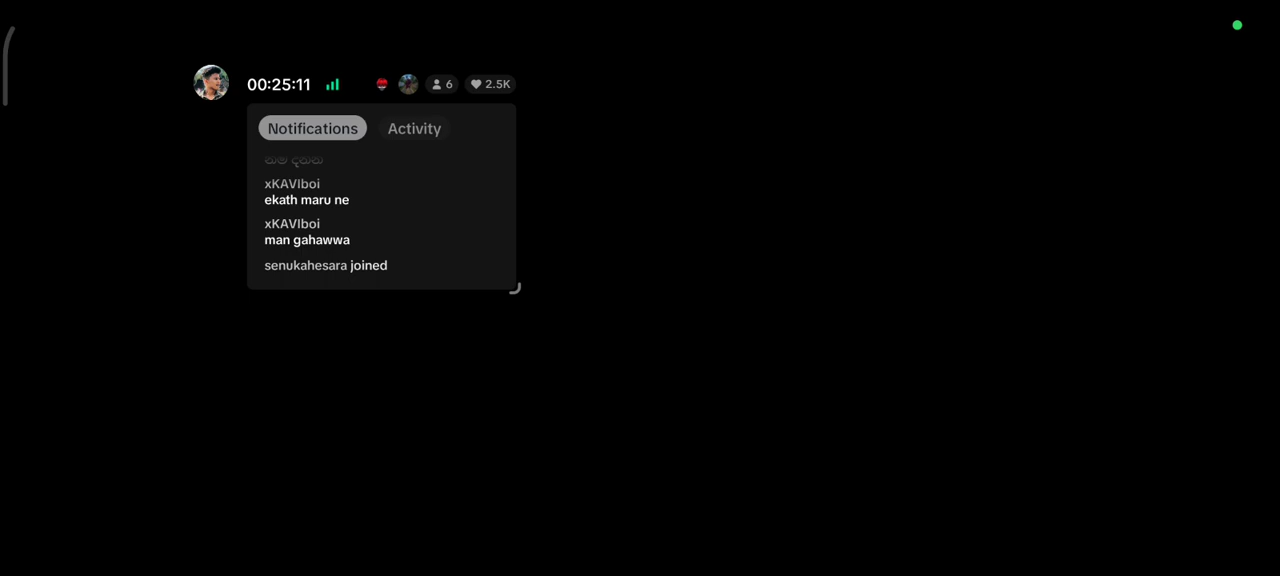 00:25:11
6
2.5K
Notifications
Activity
xKAVIboi
ekath maru ne
xKAVIboi
man gahawwa
senukahesara joined